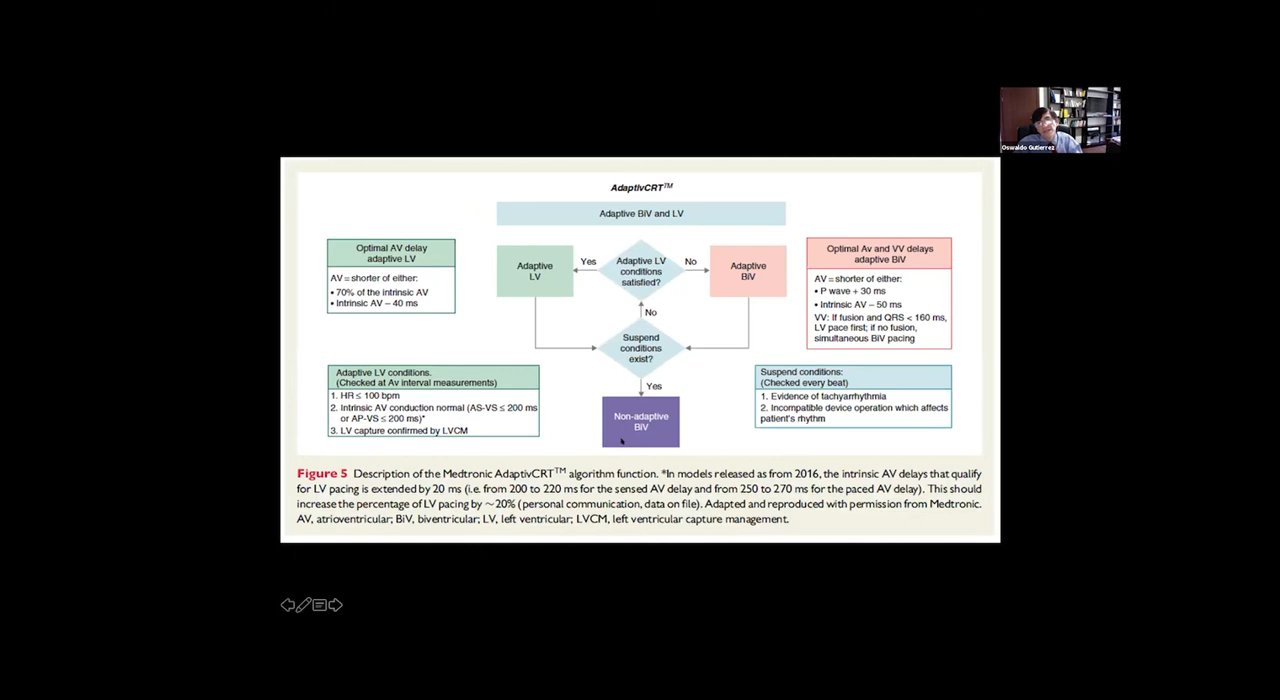 Oswaldo Gutierrez
AdaptivCRT™
Adaptive BiV and LV
Optimal AV delay
adaptive LV
AV = shorter of either:
• 70% of the intrinsic AV
• Intrinsic AV – 40 ms
Adaptive
LV
Yes
Adaptive LV
conditions
satisfied?
No
Adaptive
BiV
Optimal Av and VV delays
adaptive BiV
AV = shorter of either:
• P wave + 30 ms
• Intrinsic AV – 50 ms
VV: If fusion and QRS < 160 ms,
LV pace first; if no fusion,
simultaneous BiV pacing
No
Suspend
conditions
exist?
Yes
Non-adaptive
BiV
Adaptive LV conditions.
(Checked at Av interval measurements)
1. HR ≤ 100 bpm
2. Intrinsic AV conduction normal (AS-VS ≤ 200 ms
or AP-VS ≤ 200 ms)*
3. LV capture confirmed by LVCM
Suspend conditions:
(Checked every beat)
1. Evidence of tachyarrhythmia
2. Incompatible device operation which affects
patient's rhythm
Figure 5 Description of the Medtronic AdaptivCRT™ algorithm function. *In models released as from 2016, the intrinsic AV delays that qualify
for LV pacing is extended by 20 ms (i.e. from 200 to 220 ms for the sensed AV delay and from 250 to 270 ms for the paced AV delay). This should
increase the percentage of LV pacing by ~20% (personal communication, data on file). Adapted and reproduced with permission from Medtronic.
AV, atrioventricular; BiV, biventricular; LV, left ventricular; LVCM, left ventricular capture management.